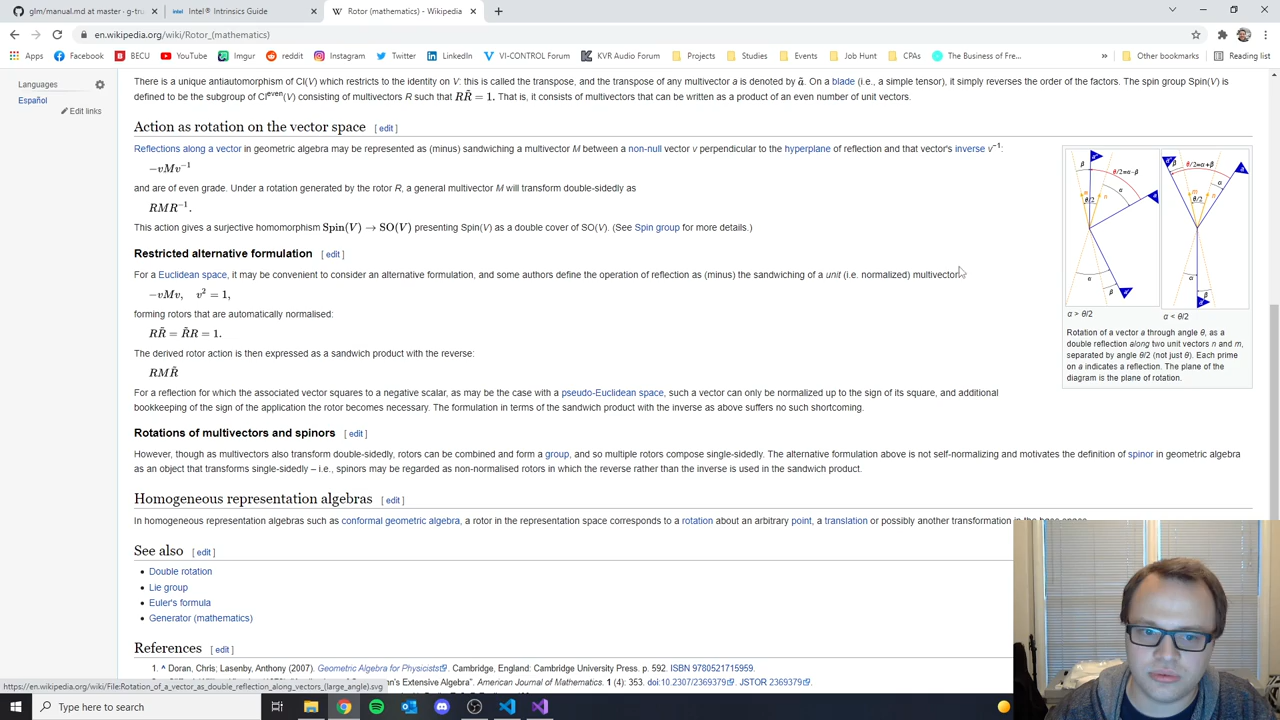 glm/manual.md at master · g-tru
Intel® Intrinsics Guide
Rotor (mathematics) - Wikipedia
en.wikipedia.org/wiki/Rotor_(mathematics)
Apps
Facebook
BECU
YouTube
Imgur
reddit
Instagram
Twitter
LinkedIn
VI-CONTROL Forum
KVR Audio Forum
Projects
Studies
Events
Job Hunt
CPAs
The Business of Fre...
Other bookmarks
Reading list
Languages
Español
Edit links
There is a unique antiautomorphism of Cl(V) which restricts to the identity on V: this is called the transpose, and the transpose of any multivector a is denoted by ã. On a blade (i.e., a simple tensor), it simply reverses the order of factors. The spin group Spin(V) is
defined to be the subgroup of Cl^even(V) consisting of multivectors R such that RR̃ = 1. That is, it consists of multivectors that can be written as a product of an even number of unit vectors.
Action as rotation on the vector space [ edit ]
Reflections along a vector in geometric algebra may be represented as (minus) sandwiching a multivector M between a non-null vector v perpendicular to the hyperplane of reflection and that vector's inverse v⁻¹:
−vMv⁻¹
and are of even grade. Under a rotation generated by the rotor R, a general multivector M will transform double-sidedly as
RMR⁻¹.
This action gives a surjective homomorphism Spin(V) → SO(V) presenting Spin(V) as a double cover of SO(V). (See Spin group for more details.)
Restricted alternative formulation [ edit ]
For a Euclidean space, it may be convenient to consider an alternative formulation, and some authors define the operation of reflection as (minus) the sandwiching of a unit (i.e. normalized) multivector:
−vMv, v² = 1,
forming rotors that are automatically normalised:
RR̃ = R̃R = 1.
The derived rotor action is then expressed as a sandwich product with the reverse:
RMR̃
For a reflection for which the associated vector squares to a negative scalar, as may be the case with a pseudo-Euclidean space, such a vector can only be normalized up to the sign of its square, and additional
bookkeeping of the sign of the application the rotor becomes necessary. The formulation in terms of the sandwich product with the inverse as above suffers no such shortcoming.
Rotations of multivectors and spinors [ edit ]
However, though as multivectors also transform double-sidedly, rotors can be combined and form a group, and so multiple rotors compose single-sidedly. The alternative formulation above is not self-normalizing and motivates the definition of spinor in geometric algebra
as an object that transforms single-sidedly – i.e., spinors may be regarded as non-normalised rotors in which the reverse rather than the inverse is used in the sandwich product.
Homogeneous representation algebras [ edit ]
In homogeneous representation algebras such as conformal geometric algebra, a rotor in the representation space corresponds to a rotation about an arbitrary point, a translation or possibly another transformation in the base space.
See also [ edit ]
• Double rotation
• Lie group
• Euler's formula
• Generator (mathematics)
References [ edit ]
1. ^ Doran, Chris; Lasenby, Anthony (2007). Geometric Algebra for Physicists. Cambridge, England: Cambridge University Press. p. 592. ISBN 9780521715959.
Extensive Algebra". American Journal of Mathematics. 1 (4): 353. doi:10.2307/2369379. JSTOR 2369379.
β
θ/2=α-β
α
θ/2
a
α
β
θ/2=α+β
β
α
θ/2
α
β
α > θ/2
α < θ/2
Rotation of a vector a through angle θ, as a
double reflection along two unit vectors n and m,
separated by angle θ/2 (not just θ). Each prime
on a indicates a reflection. The plane of the
diagram is the plane of rotation.
https://en.wikipedia.org/wiki/File:Rotation_of_a_vector_as_double_reflection_along_vectors_(large_angle).svg
Type here to search